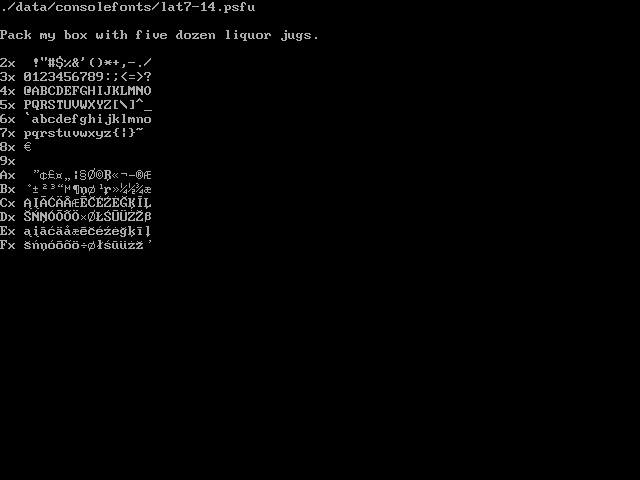 ./data/consolefonts/lat7-14.psfu
Pack my box with five dozen liquor jugs.
2x  !"#$%&'()*+,-./
3x 0123456789:;<=>?
4x @ABCDEFGHIJKLMNO
5x PQRSTUVWXYZ[\]^_
6x `abcdefghijklmno
7x pqrstuvwxyz{|}~
8x €
9x
Ax  ”¢£¤„¦§Ø©Ŗ«¬-®Æ
Bx °±²³“µ¶·ø¹ŗ»¼½¾æ
Cx ĄĮĀĆÄÅĘĒČÉŹĖĢĶĪĻ
Dx ŠŃŅÓŌÕÖ×ŲŁŚŪÜŻŽß
Ex ąįāćäåęēčéźėģķīļ
Fx šńņóōõö÷ųłśūüżž’